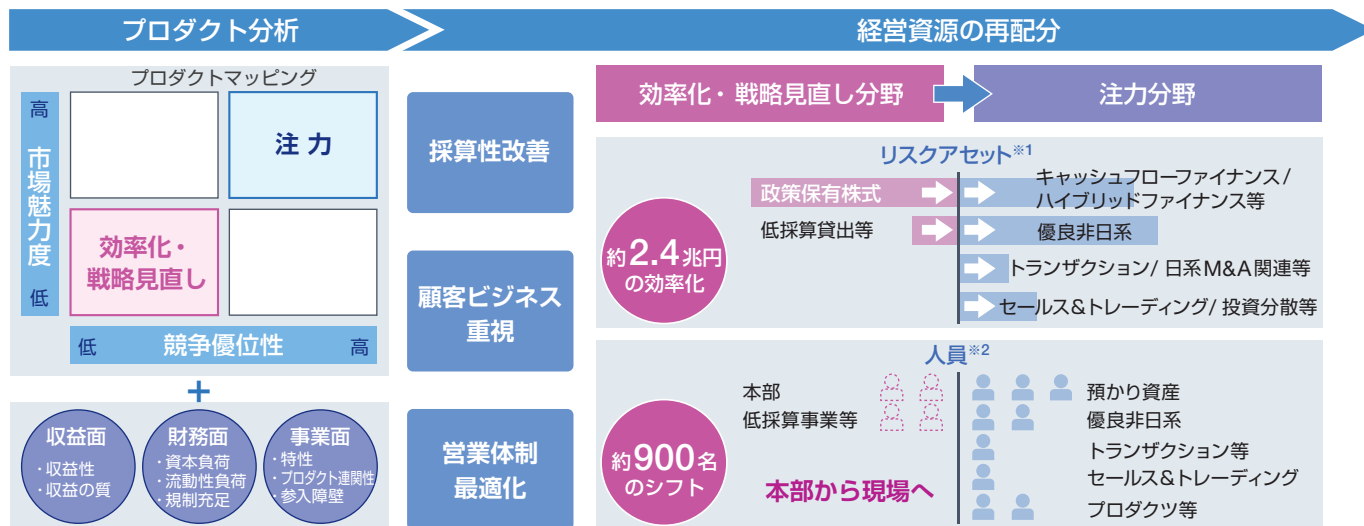 プロダクト分析
経営資源の再配分
プロダクトマッピング
高
市場魅力度
低
注力
効率化・
戦略見直し
低
競争優位性
高
+
収益面
・収益性
・収益の質
財務面
・資本負荷
・流動性負荷
・規制充足
事業面
・特性
・プロダクト連関性
・参入障壁
採算性改善
顧客ビジネス
重視
営業体制
最適化
効率化・戦略見直し分野
注力分野
リスクアセット※1
約2.4兆円
の効率化
政策保有株式
低採算貸出等
キャッシュフローファイナンス/
ハイブリッドファイナンス等
優良非日系
トランザクション/日系M&A関連等
セールス&トレーディング/投資分散等
人員※2
約900名
のシフト
本部
低採算事業等
本部から現場へ
預かり資産
優良非日系
トランザクション等
セールス&トレーディング
プロダクツ等